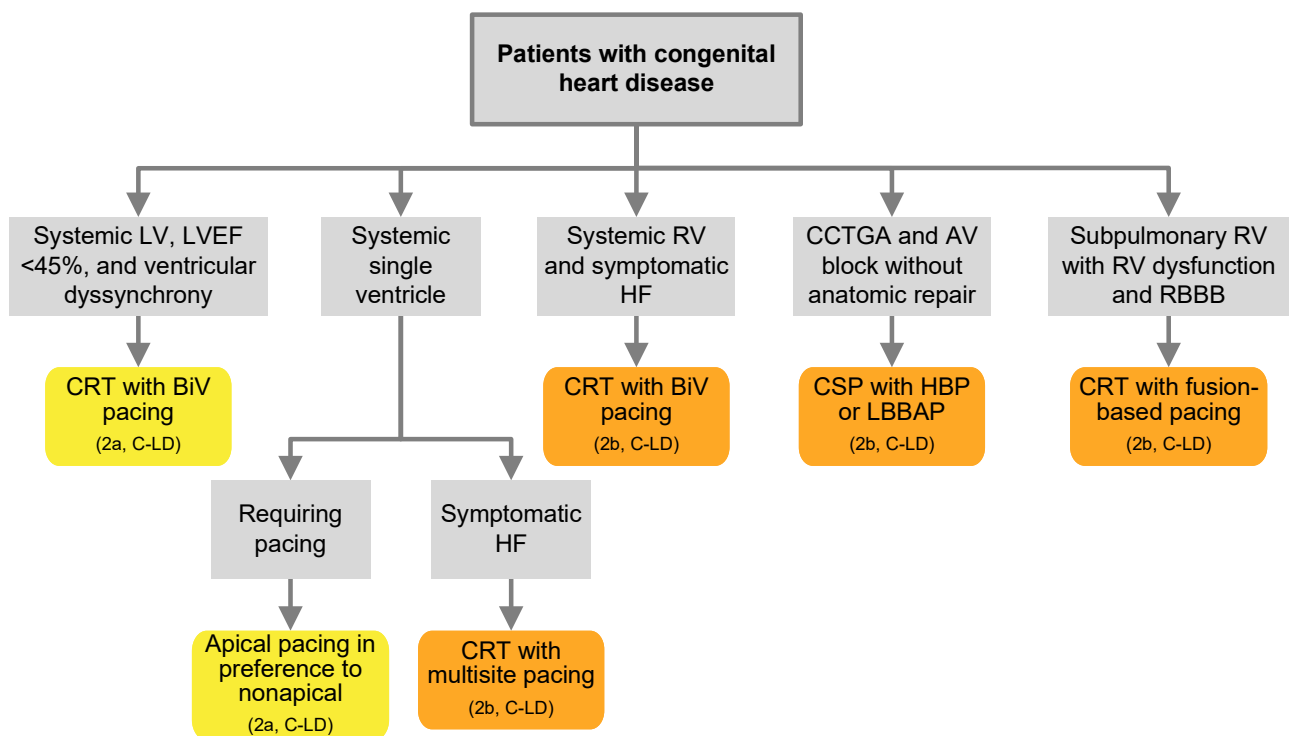 Patients with congenital
heart disease
Systemic LV, LVEF
<45%, and ventricular
dyssynchrony
Systemic
single
ventricle
Systemic RV
and symptomatic
HF
CCTGA and AV
block without
anatomic repair
Subpulmonary RV
with RV dysfunction
and RBBB
CRT with BiV
pacing
(2a, C-LD)
CRT with BiV
pacing
(2b, C-LD)
CSP with HBP
or LBBAP
(2b, C-LD)
CRT with fusion-
based pacing
(2b, C-LD)
Requiring
pacing
Symptomatic
HF
Apical pacing in
preference to
nonapical
(2a, C-LD)
CRT with
multisite pacing
(2b, C-LD)